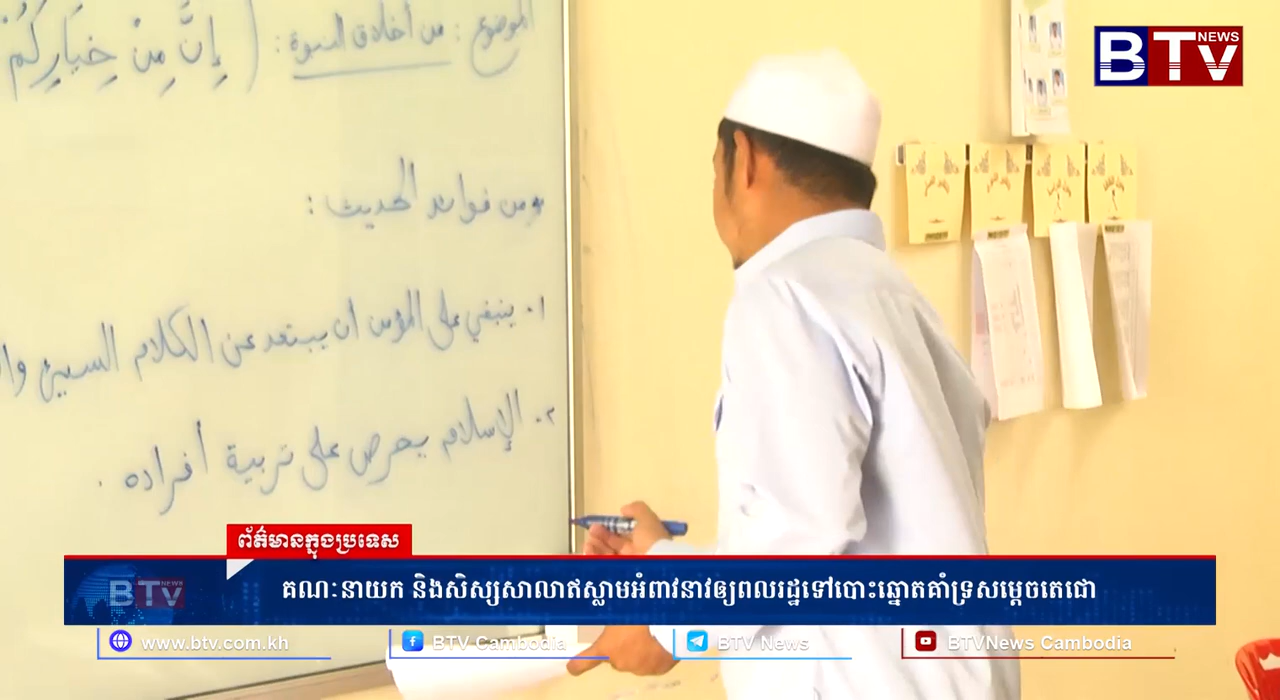 الموضوع : من أخلاق النبوة : ( إِنَّ مِنْ خِيَارِكُمْ
ومن فوائد الحديث :
١. ينبغي على المؤمن أن يبتعد عن الكلام السيئ
٢. الإسلام يحرص على تربية أفراده .
BTV NEWS
ព័ត៌មានក្នុងប្រទេស
BTV NEWS
គណៈនាយក និងសិស្សសាលាឥស្លាមអំពាវនាវឲ្យពលរដ្ឋទៅបោះឆ្នោតគាំទ្រសម្តេចតេជោ
www.btv.com.kh
BTV Cambodia
BTV News
BTVNews Cambodia